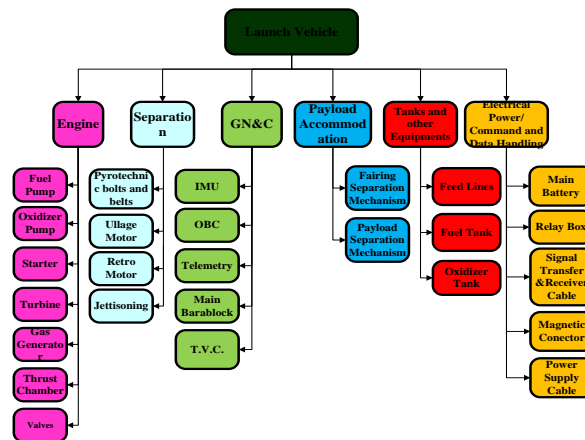 Launch Vehicle
Engine
Separatio
n
GN&C
Payload
Accommod
ation
Tanks and
other
Equipments
Electrical
Power/
Command and
Data Handling
Fuel
Pump
Oxidizer
Pump
Starter
Turbine
Gas
Generato
r
Thrust
Chamber
Valves
Pyrotechn
ic bolts and
belts
Ullage
Motor
Retro
Motor
Jettisoning
IMU
OBC
Telemetry
Main
Barablock
T.V.C.
Fairing
Separation
Mechanism
Payload
Separation
Mechanism
Feed Lines
Fuel Tank
Oxidizer
Tank
Main
Battery
Relay Box
Signal
Transfer
&Receiver
Cable
Magnetic
Conector
Power
Supply
Cable